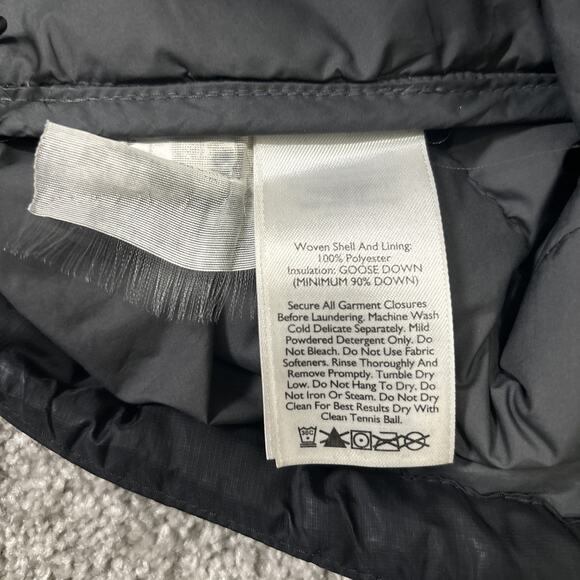 Woven Shell And Lining:
100% Polyester
Insulation: GOOSE DOWN
(MINIMUM 90% DOWN)
Secure All Garment Closures
Before Laundering. Machine Wash
Cold Delicate Separately. Mild
Powdered Detergent Only. Do
Not Bleach. Do Not Use Fabric
Softeners. Rinse Thoroughly And
Remove Promptly. Tumble Dry
Low. Do Not Hang To Dry. Do
Not Iron Or Steam. Do Not Dry
Clean For Best Results Dry With
Clean Tennis Ball.
30C